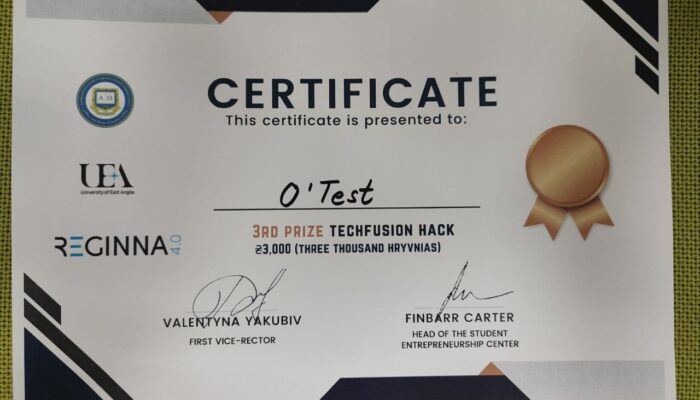 CERTIFICATE
This certificate is presented to:
UEA
University of East Anglia
O'Test
REGINNA 4.0
3RD PRIZE TECHFUSION HACK
₴3,000 (THREE THOUSAND HRYVNIAS)
VALENTYNA YAKUBIV
FIRST VICE-RECTOR
FINBARR CARTER
HEAD OF THE STUDENT
ENTREPRENEURSHIP CENTER